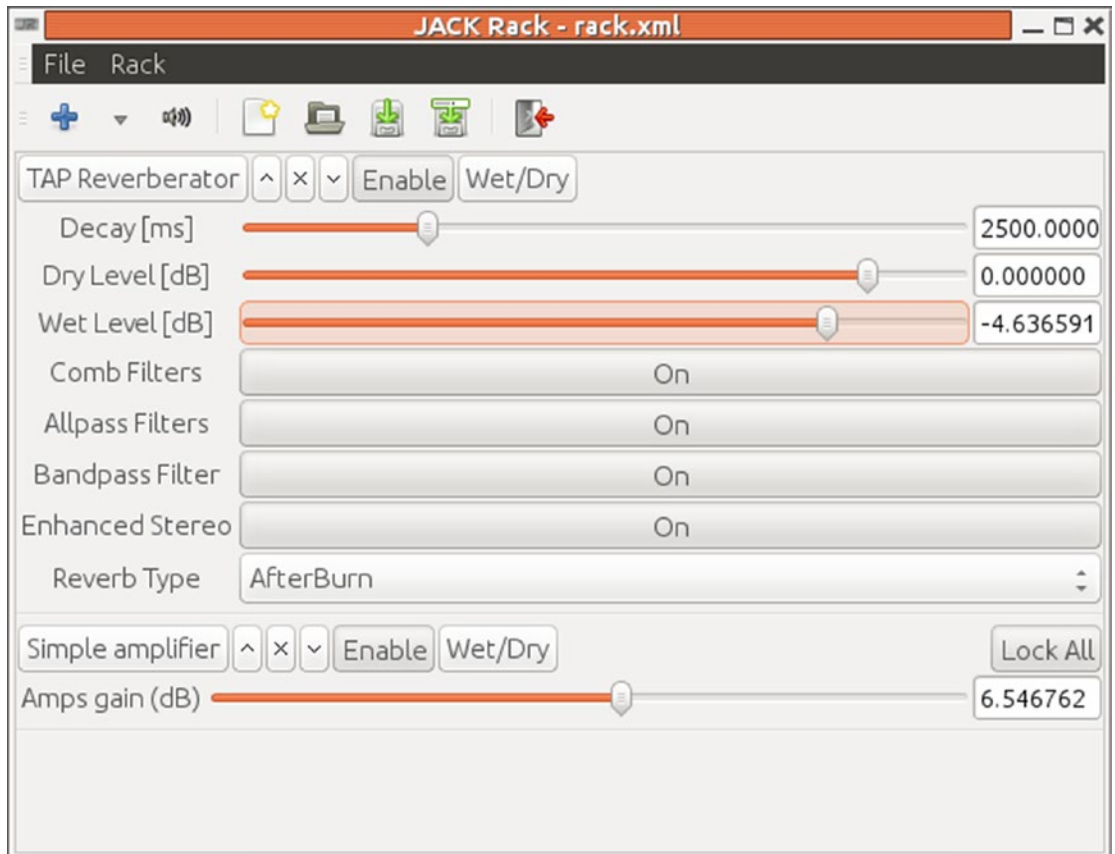 JACK Rack - rack.xml
File Rack
TAP Reverberator Enable Wet/Dry
Decay [ms] 2500.0000
Dry Level [dB] 0.000000
Wet Level [dB] -4.636591
Comb Filters On
Allpass Filters On
Bandpass Filter On
Enhanced Stereo On
Reverb Type AfterBurn
Simple amplifier Enable Wet/Dry Lock All
Amps gain (dB) 6.546762